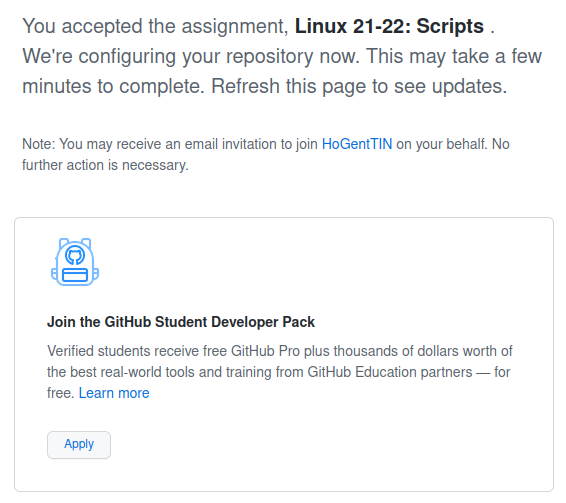 You accepted the assignment, Linux 21-22: Scripts .
We're configuring your repository now. This may take a few
minutes to complete. Refresh this page to see updates.
Note: You may receive an email invitation to join HoGentTIN on your behalf. No
further action is necessary.
Join the GitHub Student Developer Pack
Verified students receive free GitHub Pro plus thousands of dollars worth of
the best real-world tools and training from GitHub Education partners — for
free. Learn more
Apply